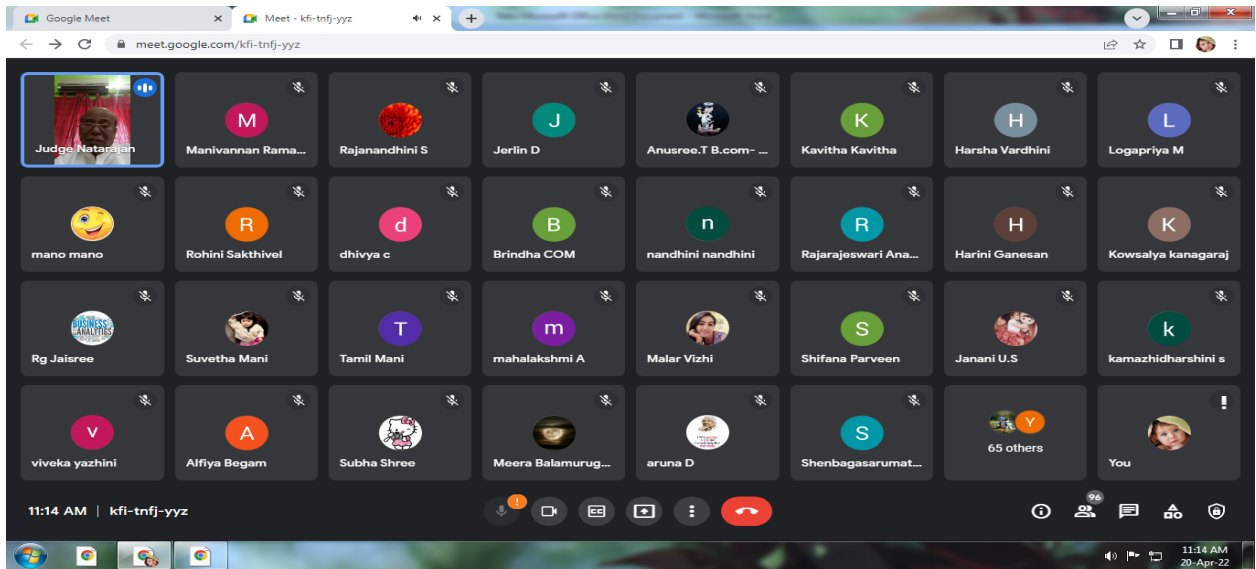 Google Meet
Meet - kfi-tnfj-yyz
meet.google.com/kfi-tnfj-yyz
Judge Natarajan
M
Manivannan Rama...
Rajanandhini S
J
Jerlin D
Anusree.T B.com- ...
K
Kavitha Kavitha
H
Harsha Vardhini
L
Logapriya M
mano mano
R
Rohini Sakthivel
d
dhivya c
B
Brindha COM
n
nandhini nandhini
R
Rajarajeswari Ana...
H
Harini Ganesan
K
Kowsalya kanagaraj
BUSINESS
ANALYTICS
Rg Jaisree
Suvetha Mani
T
Tamil Mani
m
mahalakshmi A
Malar Vizhi
S
Shifana Parveen
Janani U.S
k
kamazhidharshini s
v
viveka yazhini
A
Alfiya Begam
Subha Shree
Meera Balamurug...
aruna D
S
Shenbagasarumat...
Y
65 others
You
11:14 AM | kfi-tnfj-yyz
CC
96
11:14 AM
20-Apr-22